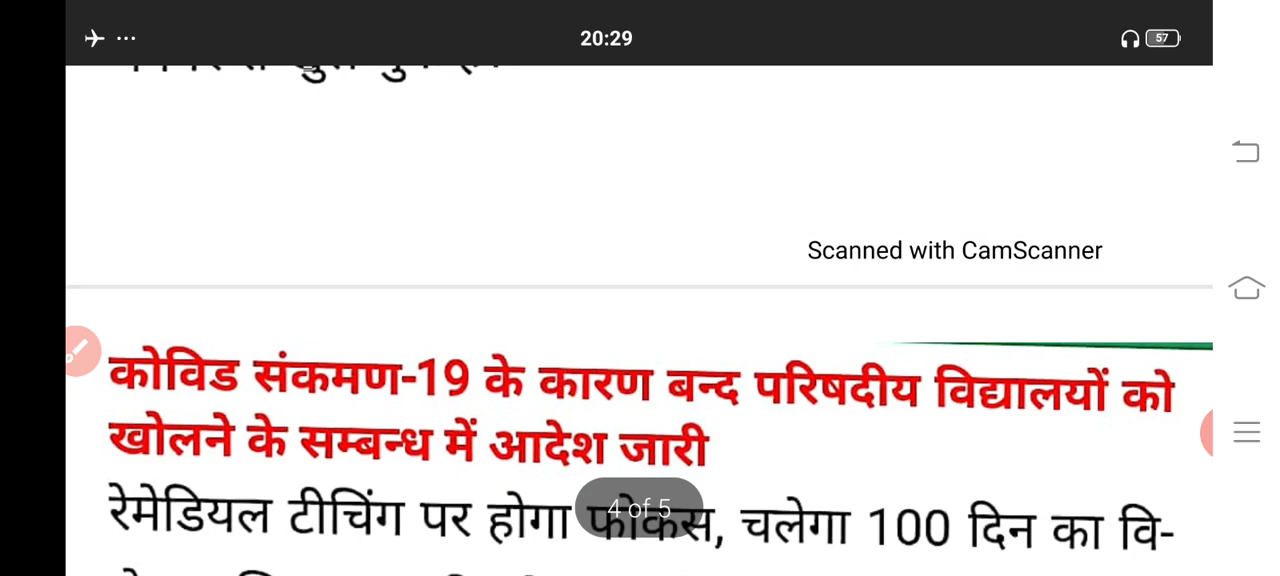 20:29
57
Scanned with CamScanner
कोविड संकमण-19 के कारण बन्द परिषदीय विद्यालयों को
खोलने के सम्बन्ध में आदेश जारी
रेमेडियल टीचिंग पर होगा फोकस, चलेगा 100 दिन का वि-
4 of 5